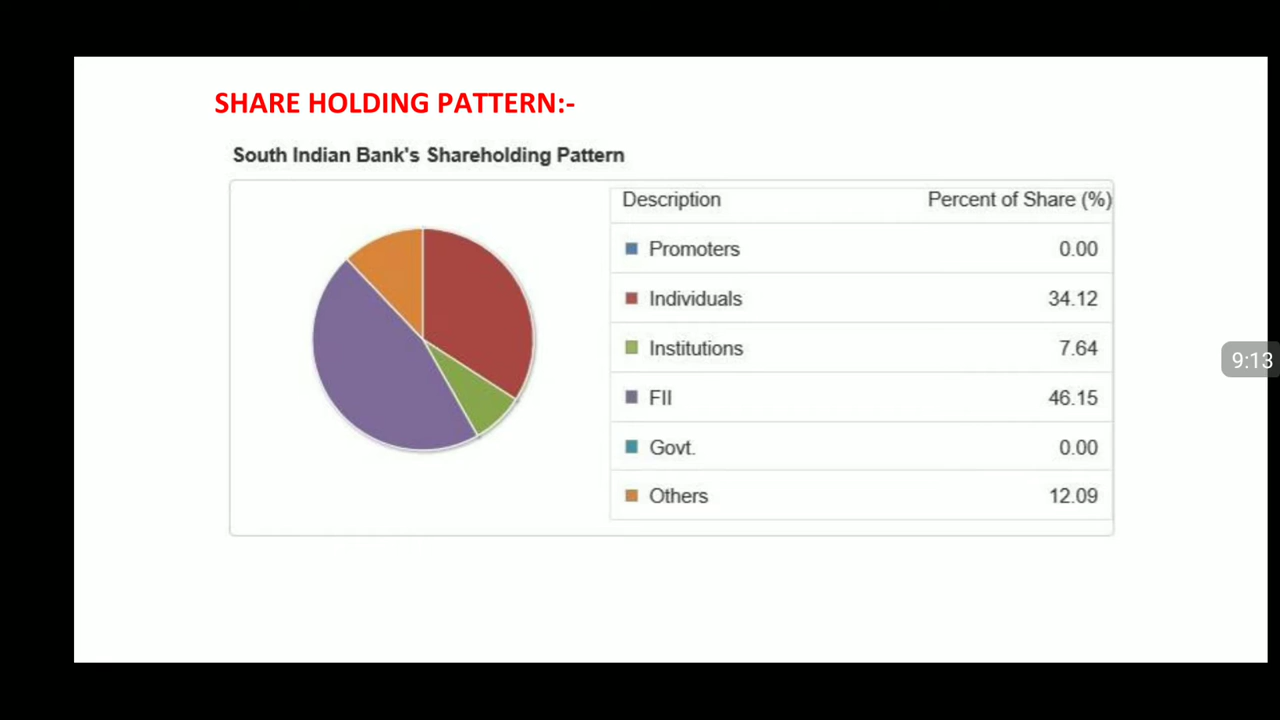 SHARE HOLDING PATTERN:-
South Indian Bank's Shareholding Pattern
Description Percent of Share (%)
Promoters 0.00
Individuals 34.12
Institutions 7.64
FII 46.15
Govt. 0.00
Others 12.09
9:13